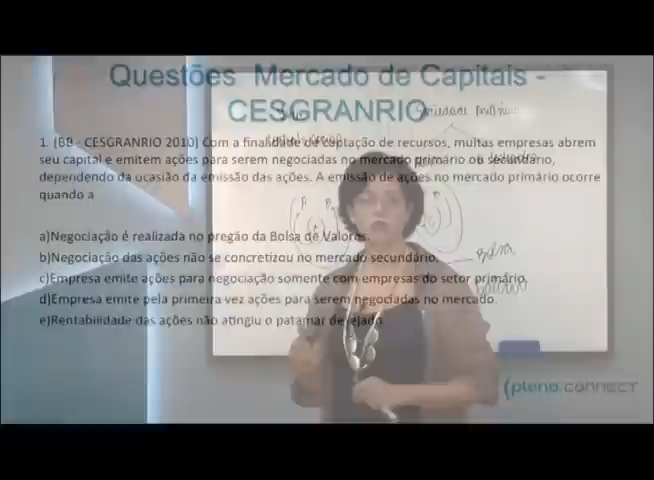 Questões Mercado de Capitais -
CESGRANRIO
1. (BB - CESGRANRIO 2010) Com a finalidade de captação de recursos, muitas empresas abrem
seu capital e emitem ações para serem negociadas no mercado primário ou secundário,
dependendo da ocasião da emissão das ações. A emissão de ações no mercado primário ocorre
quando a
a)Negociação é realizada no pregão da Bolsa de Valores.
b)Negociação das ações não se concretizou no mercado secundário.
c)Empresa emite ações para negociação somente com empresas do setor primário.
d)Empresa emite pela primeira vez ações para serem negociadas no mercado.
e)Rentabilidade das ações não atingiu o patamar desejado
Bolsa
(pleno connect